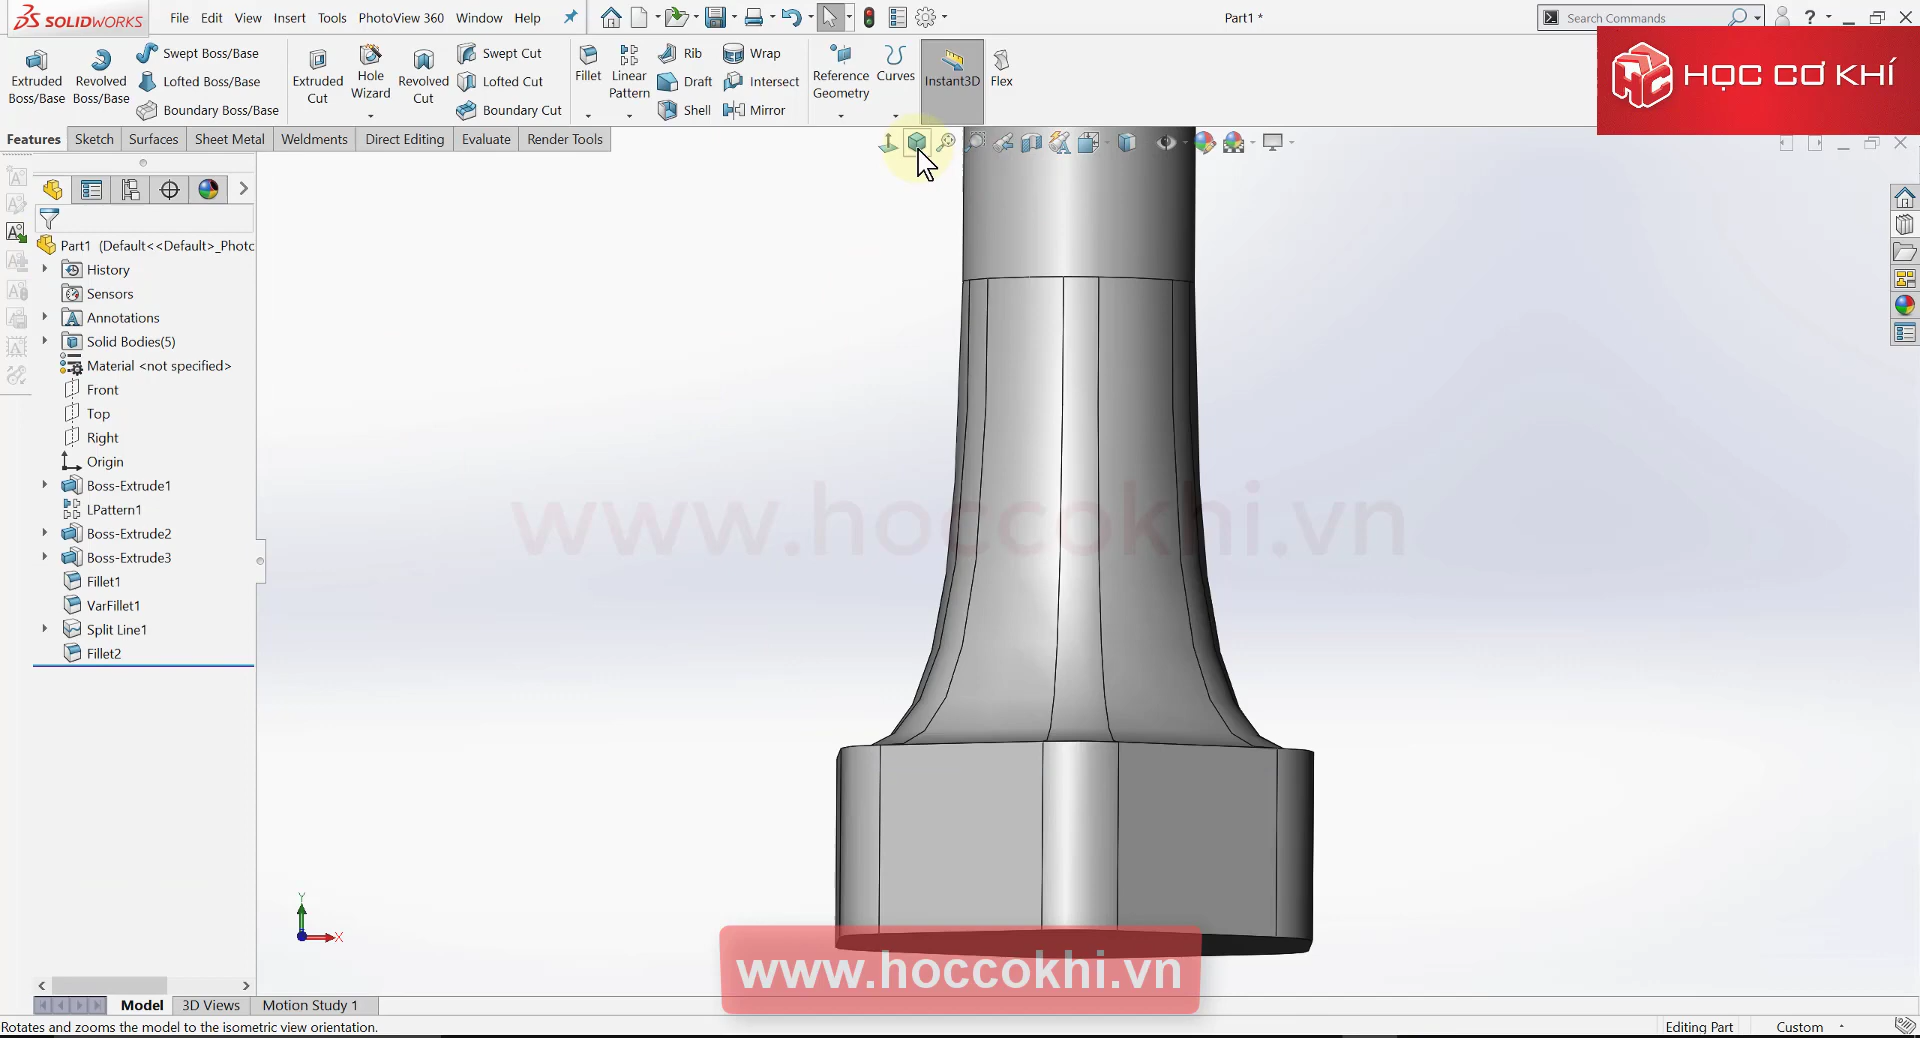 SOLIDWORKS
File Edit View Insert Tools PhotoView 360 Window Help
Part1 *
Search Commands
?
Extruded Boss/Base
Revolved Boss/Base
Swept Boss/Base
Lofted Boss/Base
Boundary Boss/Base
Extruded Cut
Hole Wizard
Revolved Cut
Swept Cut
Lofted Cut
Boundary Cut
Fillet
Linear Pattern
Rib
Draft
Shell
Wrap
Intersect
Mirror
Reference Geometry
Curves
Instant3D
Flex
HỌC CƠ KHÍ
Features Sketch Surfaces Sheet Metal Weldments Direct Editing Evaluate Render Tools
Part1 (Default<<Default>_Photo
History
Sensors
Annotations
Solid Bodies(5)
Material <not specified>
Front
Top
Right
Origin
Boss-Extrude1
LPattern1
Boss-Extrude2
Boss-Extrude3
Fillet1
VarFillet1
Split Line1
Fillet2
www.hoccokhi.vn
Y
X
www.hoccokhi.vn
Model 3D Views Motion Study 1
Rotates and zooms the model to the isometric view orientation.
Editing Part
Custom